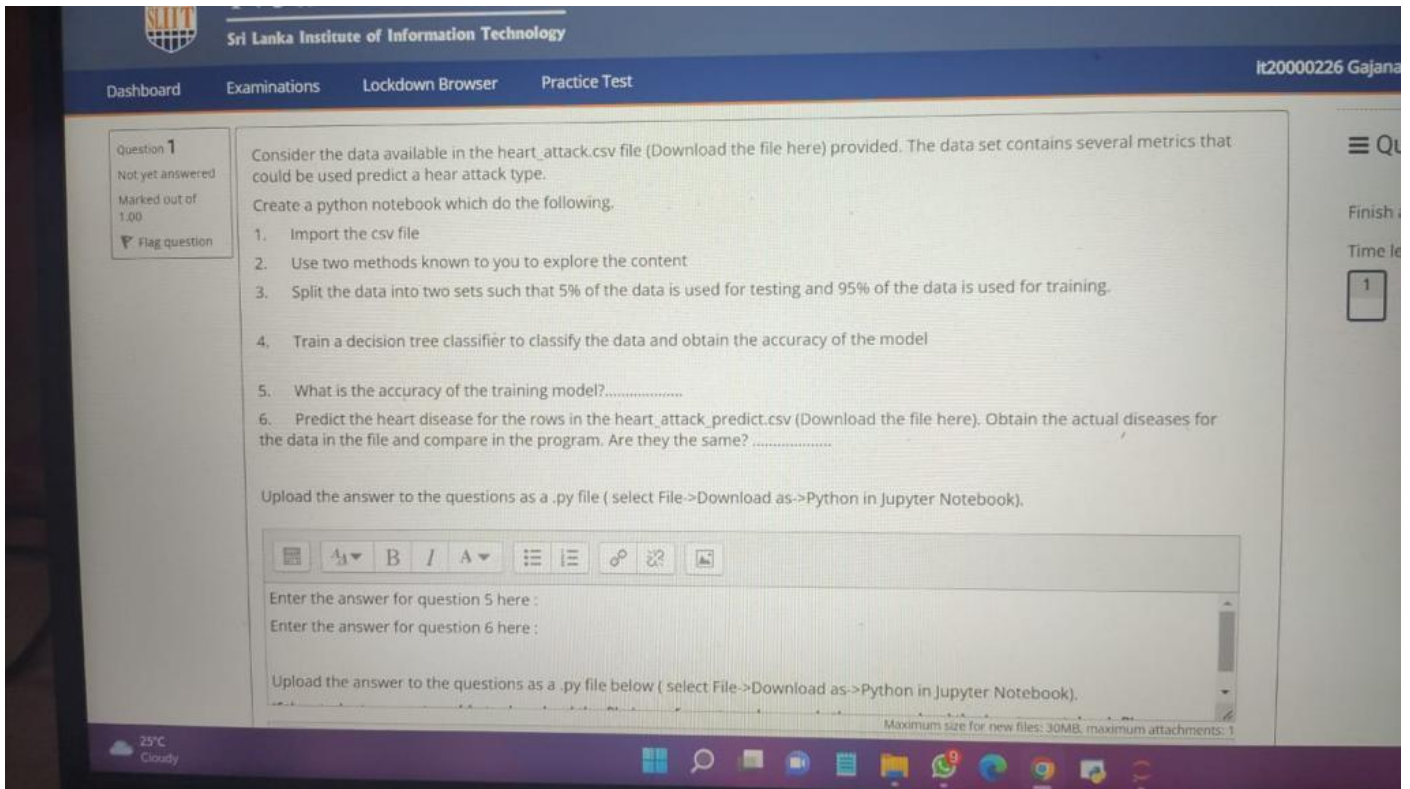 SLIIT
Sri Lanka Institute of Information Technology
it20000226 Gajana
Dashboard Examinations Lockdown Browser Practice Test
Question 1
Not yet answered
Marked out of
1.00
Flag question
Consider the data available in the heart_attack.csv file (Download the file here) provided. The data set contains several metrics that
could be used predict a hear attack type.
Create a python notebook which do the following.
1. Import the csv file
2. Use two methods known to you to explore the content
3. Split the data into two sets such that 5% of the data is used for testing and 95% of the data is used for training.
4. Train a decision tree classifier to classify the data and obtain the accuracy of the model
5. What is the accuracy of the training model?...................
6. Predict the heart disease for the rows in the heart_attack_predict.csv (Download the file here). Obtain the actual diseases for
the data in the file and compare in the program. Are they the same? ...................
Upload the answer to the questions as a .py file ( select File->Download as->Python in Jupyter Notebook).
B I A
Enter the answer for question 5 here :
Enter the answer for question 6 here :
Upload the answer to the questions as a .py file below ( select File->Download as->Python in Jupyter Notebook).
Maximum size for new files: 30MB, maximum attachments: 1
Qu
Finish
Time le
1
25°C
Cloudy
9